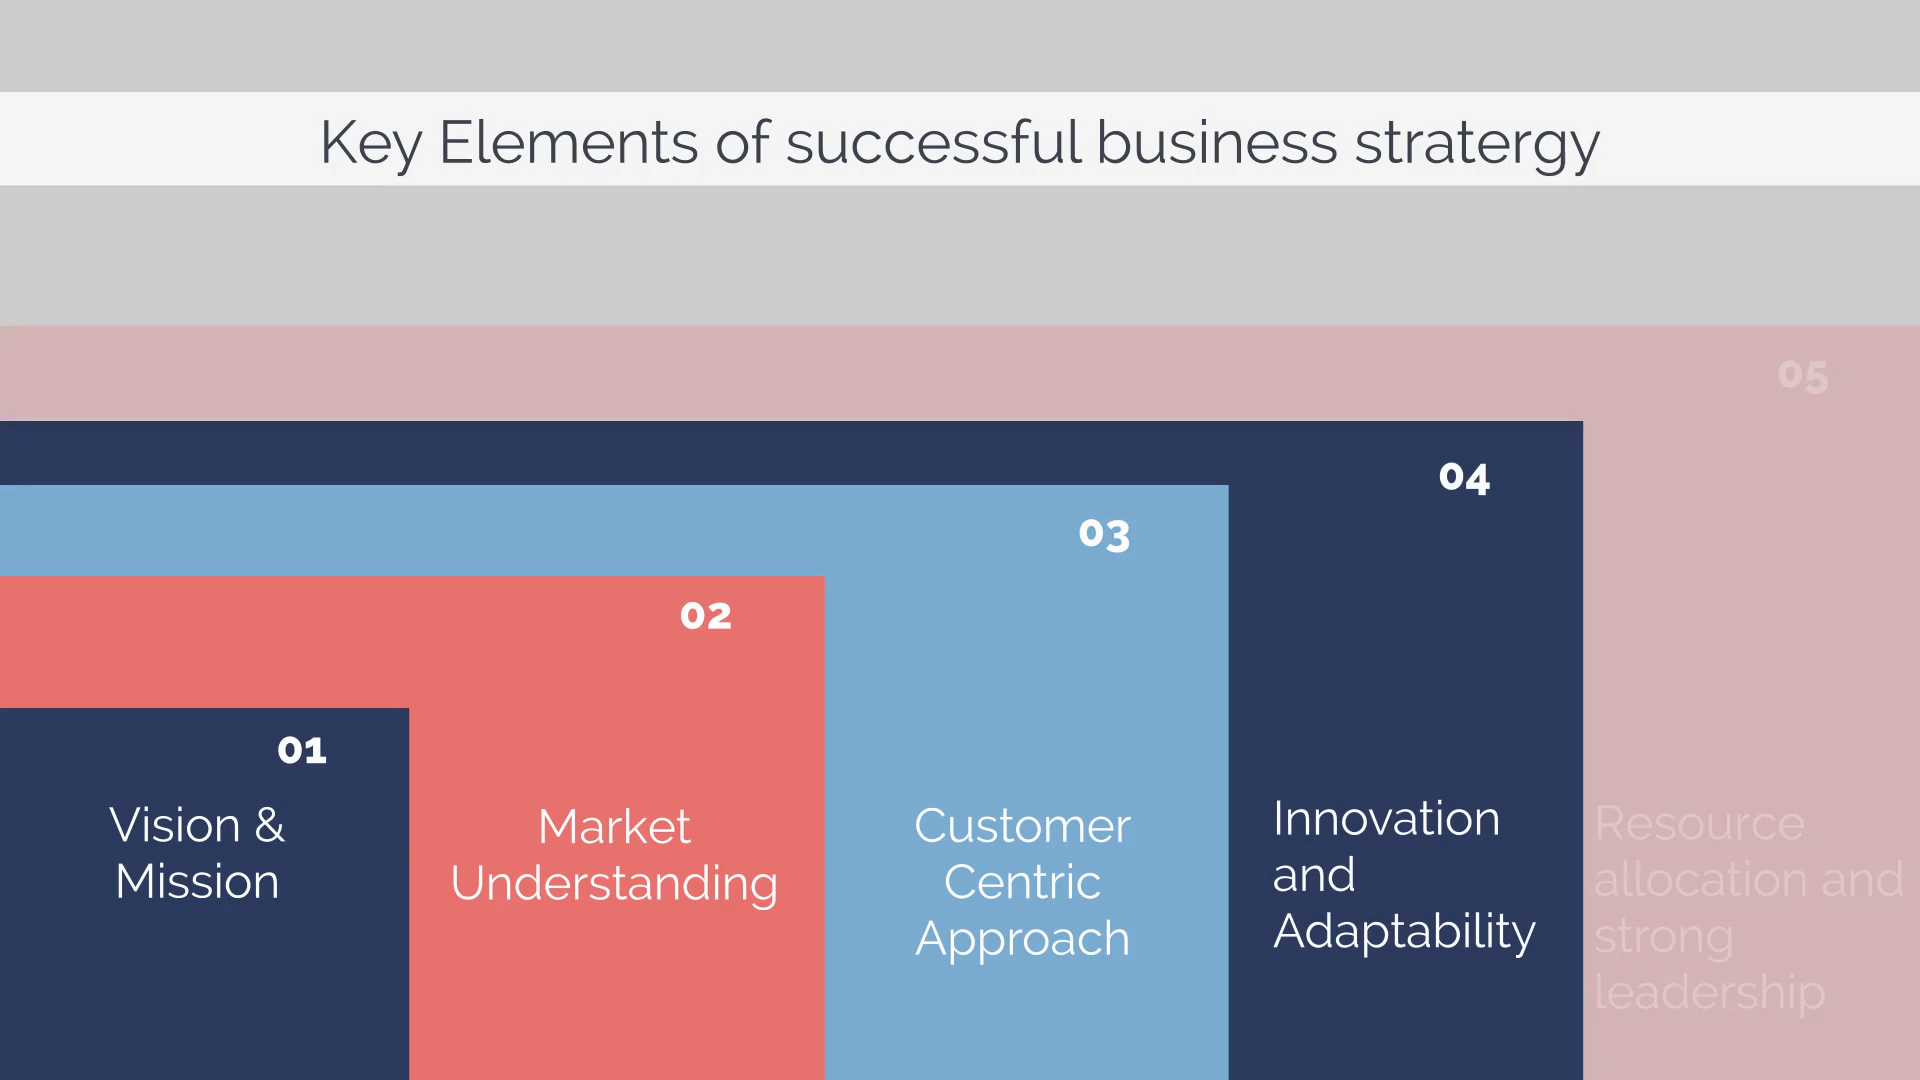 Key Elements of successful business stratergy
01
Vision &
Mission
02
Market
Understanding
03
Customer
Centric
Approach
04
Innovation
and
Adaptability
05
Resource
allocation and
strong
leadership